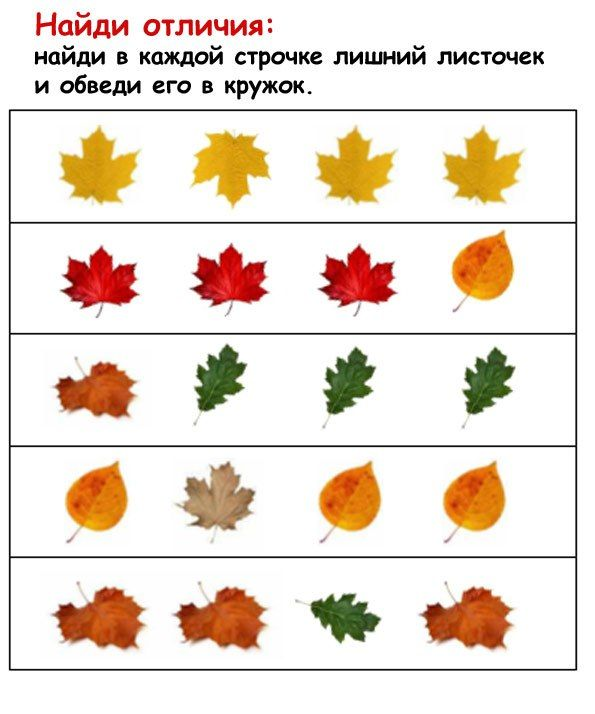 Найди отличия:
найди в каждой строчке лишний листочек
и обведи его в кружок.